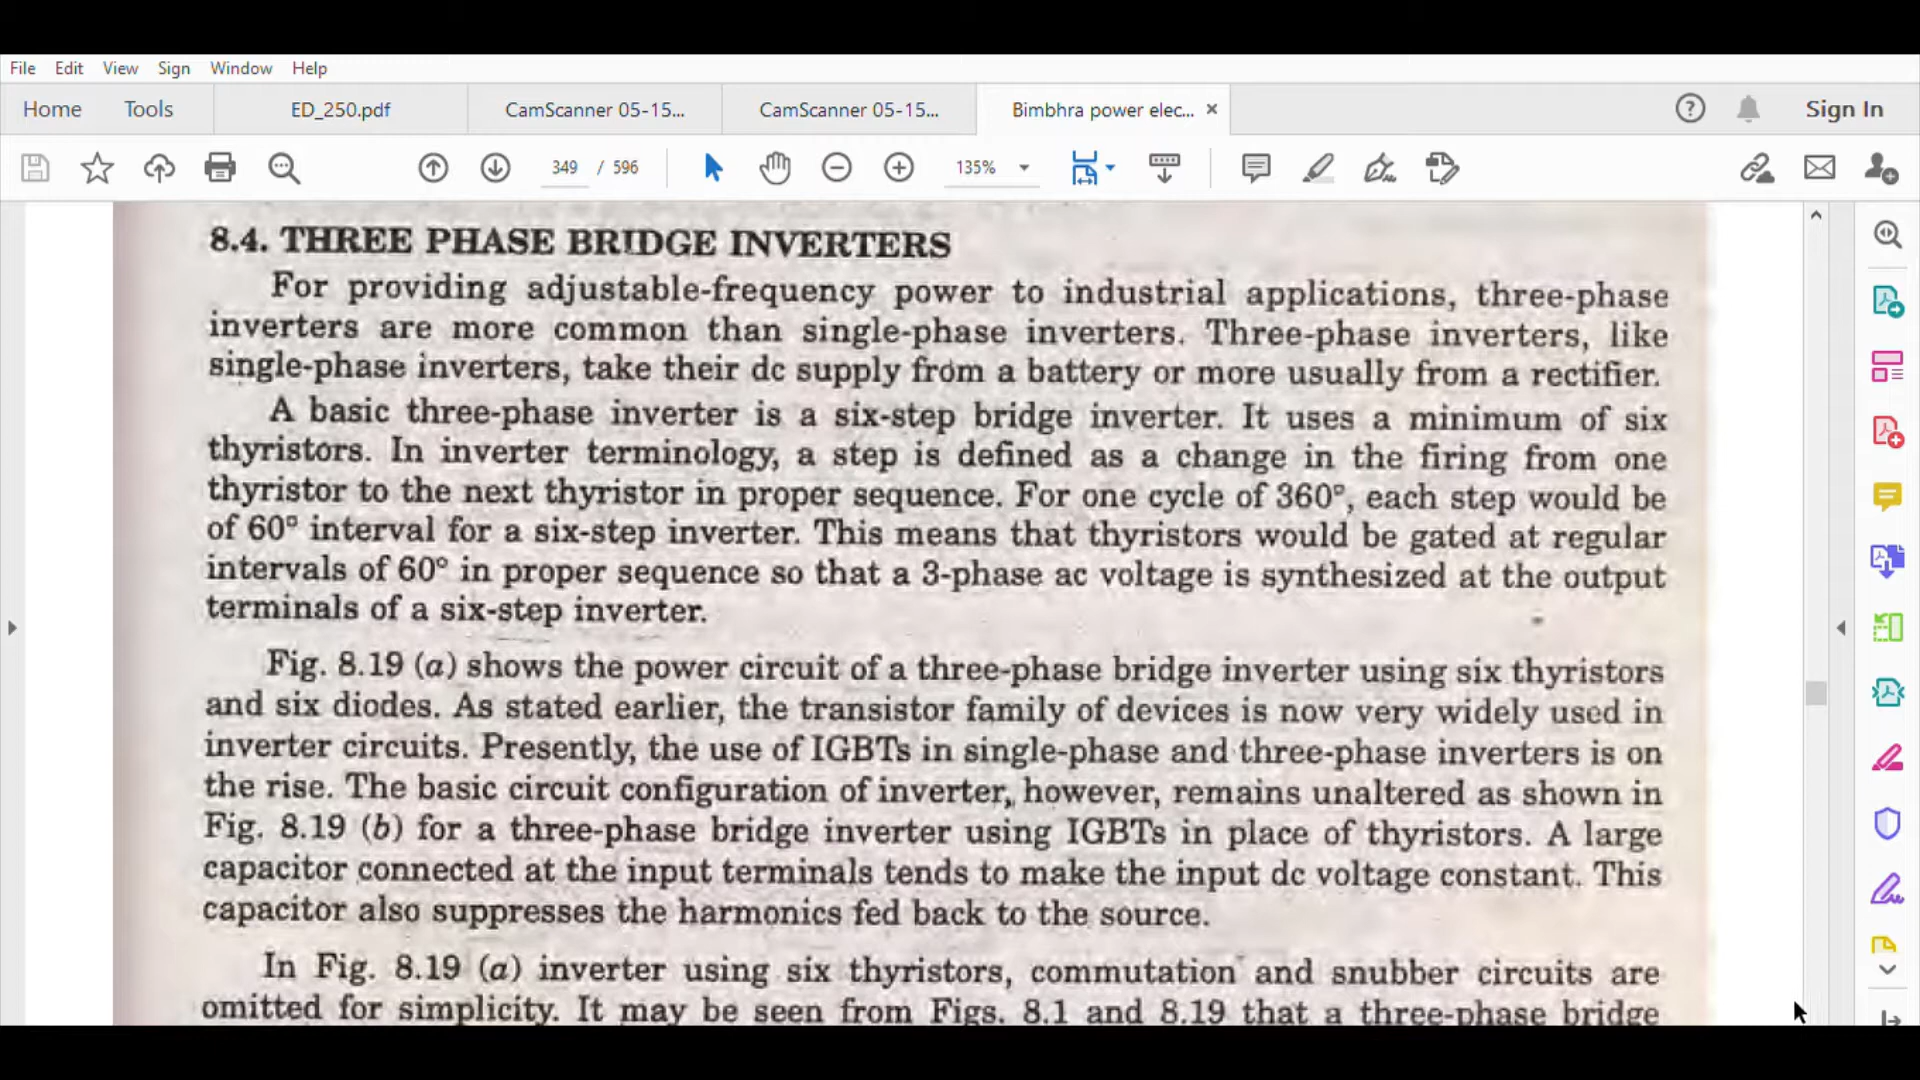 File Edit View Sign Window Help
Home Tools ED_250.pdf CamScanner 05-15... CamScanner 05-15... Bimbhra power elec... × Sign In
349 / 596 135%
8.4. THREE PHASE BRIDGE INVERTERS
For providing adjustable-frequency power to industrial applications, three-phase
inverters are more common than single-phase inverters. Three-phase inverters, like
single-phase inverters, take their dc supply from a battery or more usually from a rectifier.
A basic three-phase inverter is a six-step bridge inverter. It uses a minimum of six
thyristors. In inverter terminology, a step is defined as a change in the firing from one
thyristor to the next thyristor in proper sequence. For one cycle of 360°, each step would be
of 60° interval for a six-step inverter. This means that thyristors would be gated at regular
intervals of 60° in proper sequence so that a 3-phase ac voltage is synthesized at the output
terminals of a six-step inverter.
Fig. 8.19 (a) shows the power circuit of a three-phase bridge inverter using six thyristors
and six diodes. As stated earlier, the transistor family of devices is now very widely used in
inverter circuits. Presently, the use of IGBTs in single-phase and three-phase inverters is on
the rise. The basic circuit configuration of inverter, however, remains unaltered as shown in
Fig. 8.19 (b) for a three-phase bridge inverter using IGBTs in place of thyristors. A large
capacitor connected at the input terminals tends to make the input dc voltage constant. This
capacitor also suppresses the harmonics fed back to the source.
In Fig. 8.19 (a) inverter using six thyristors, commutation and snubber circuits are
omitted for simplicity. It may be seen from Figs. 8.1 and 8.19 that a three-phase bridge